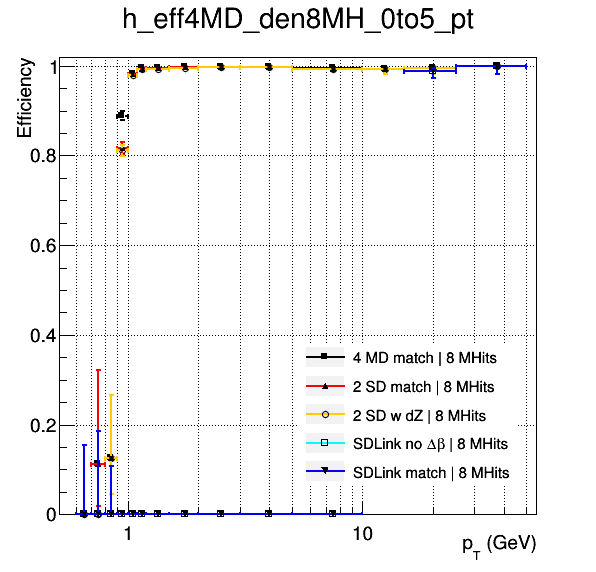 h_eff4MD_den8MH_0to5_pt
Efficiency
1
0.8
0.6
0.4
0.2
0
4 MD match | 8 MHits
2 SD match | 8 MHits
2 SD w dZ | 8 MHits
SDLink no Δβ | 8 MHits
SDLink match | 8 MHits
1
10
p_T (GeV)